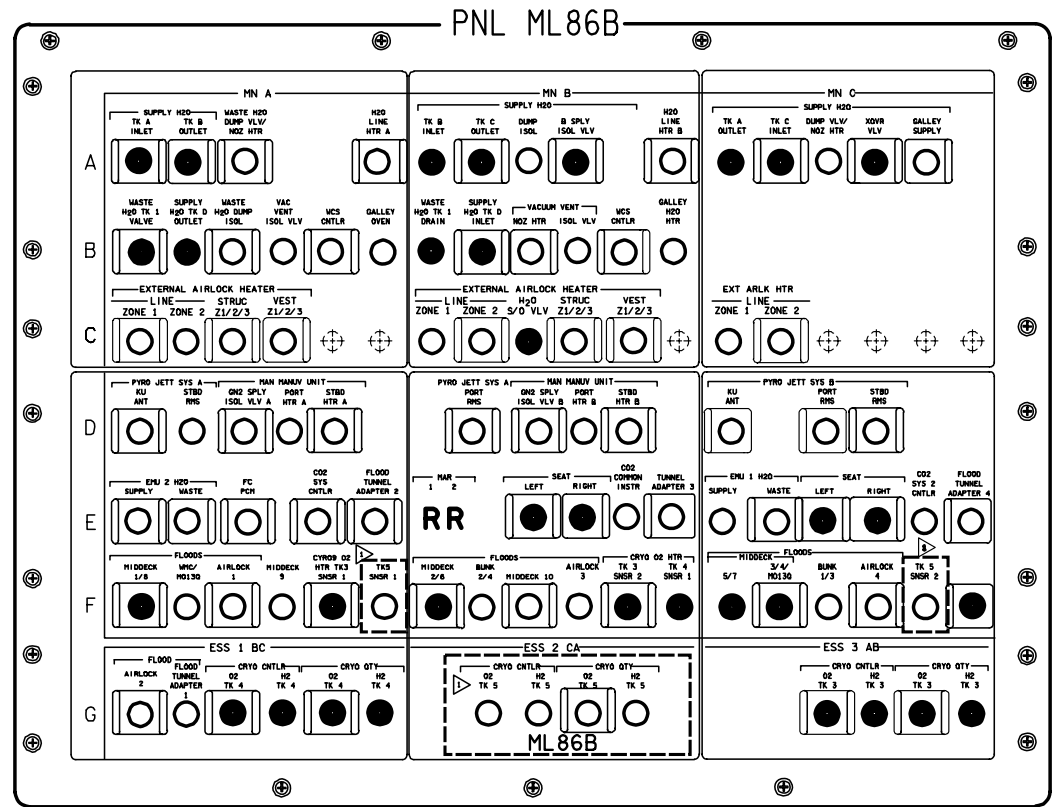 PNL ML86B
MN A MN B MN C
SUPPLY H2O WASTE H2O H2O SUPPLY H2O H2O SUPPLY H2O
TK A TK B DUMP VLV/ LINE TK B TK C DUMP B SPLY LINE TK A TK C DUMP VLV/ XOVR GALLEY
INLET OUTLET NOZ HTR HTR A INLET OUTLET ISOL ISOL VLV HTR B OUTLET INLET NOZ HTR VLV SUPPLY
A
WASTE SUPPLY WASTE VAC WASTE SUPPLY VACUUM VENT GALLEY
H2O TK 1 H2O TK D H2O DUMP VENT WCS GALLEY H2O TK 1 H2O TK D WCS H2O
VALVE OUTLET ISOL ISOL VLV CNTLR OVEN DRAIN INLET NOZ HTR ISOL VLV CNTLR HTR
B
EXTERNAL AIRLOCK HEATER EXTERNAL AIRLOCK HEATER EXT ARLK HTR
LINE STRUC VEST LINE H2O STRUC VEST LINE
ZONE 1 ZONE 2 Z1/2/3 Z1/2/3 ZONE 1 ZONE 2 S/O VLV Z1/2/3 Z1/2/3 ZONE 1 ZONE 2
C
PYRO JETT SYS A MAN MANUV UNIT PYRO JETT SYS A MAN MANUV UNIT PYRO JETT SYS B
KU STBD GN2 SPLY PORT STBD PORT GN2 SPLY PORT STBD KU PORT STBD
ANT RMS ISOL VLV A HTR A HTR A RMS ISOL VLV B HTR B HTR B ANT RMS RMS
D
EMU 2 H2O FC CO2 FLOOD MAR SEAT CO2 TUNNEL EMU 1 H2O SEAT CO2 FLOOD
SUPPLY WASTE PCM SYS TUNNEL 1 2 LEFT RIGHT COMMON ADAPTER 3 SUPPLY WASTE LEFT RIGHT SYS 2 TUNNEL
CNTLR ADAPTER 2 INSTR CNTLR ADAPTER 4
E RR
1
FLOODS CYRO9 O2 FLOODS CRYO O2 HTR FLOODS
MIDDECK WMC/ AIRLOCK MIDDECK HTR TK3 TK5 MIDDECK BUNK MIDDECK 10 AIRLOCK TK 3 TK 4 MIDDECK 3/4/ BUNK AIRLOCK TK 5
1/8 MO13Q 1 9 SNSR 1 SNSR 1 2/6 2/4 3 SNSR 2 SNSR 1 5/7 MO13Q 1/3 4 SNSR 2
F
ESS 1 BC ESS 2 CA ESS 3 AB
FLOOD FLOOD CRYO CNTLR CRYO QTY CRYO CNTLR CRYO QTY CRYO CNTLR CRYO QTY
AIRLOCK TUNNEL O2 H2 O2 H2 1 O2 H2 O2 H2 O2 H2 O2 H2
2 ADAPTER TK 4 TK 4 TK 4 TK 4 TK 5 TK 5 TK 5 TK 5 TK 3 TK 3 TK 3 TK 3
1
G
ML86B